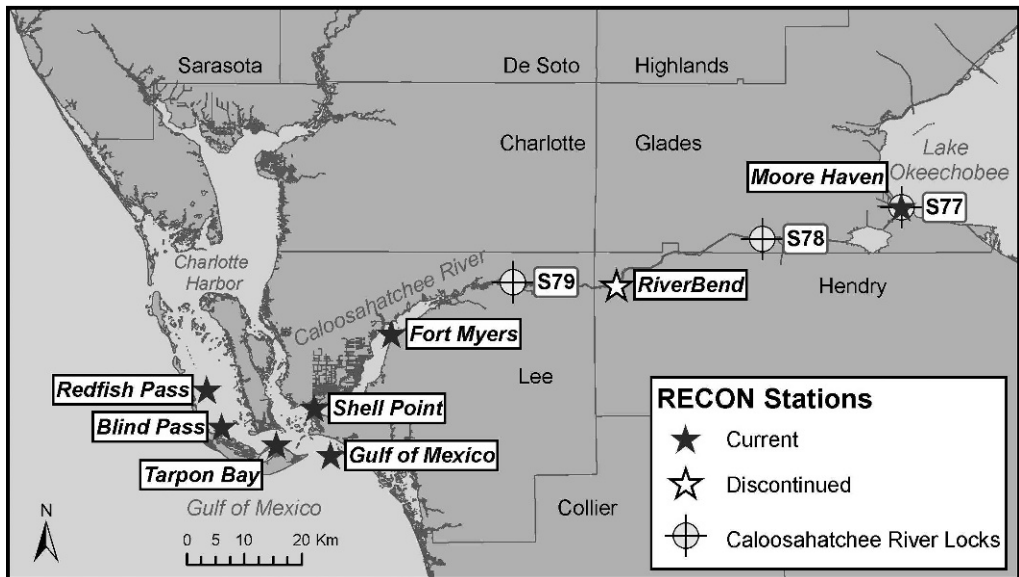 Sarasota
De Soto
Highlands
Charlotte
Glades
Lake
Okeechobee
Moore Haven
S77
S78
Charlotte
Harbor
Caloosahatchee River
S79
RiverBend
Hendry
Fort Myers
Lee
Redfish Pass
Shell Point
Blind Pass
Gulf of Mexico
Tarpon Bay
Gulf of Mexico
Collier
N
0 5 10 20 Km
RECON Stations
Current
Discontinued
Caloosahatchee River Locks